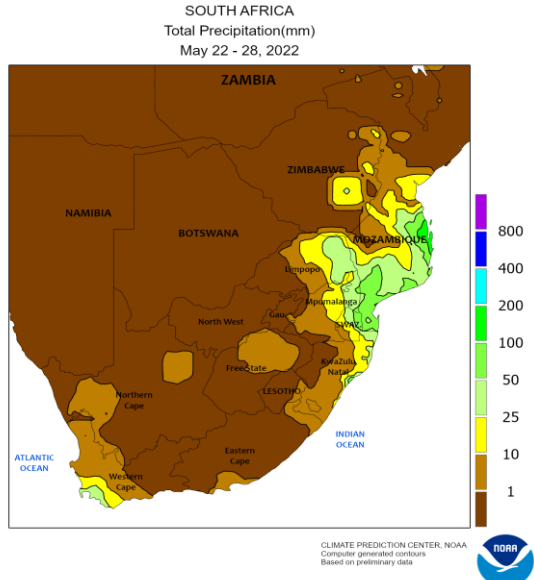 SOUTH AFRICA
Total Precipitation(mm)
May 22 - 28, 2022
ZAMBIA
ZIMBABWE
NAMIBIA
BOTSWANA
MOZAMBIQUE
Limpopo
Mpumalanga
North West
Gau.
SWAZ.
Free State
KwaZulu
Natal
LESOTHO
Northern
Cape
Eastern
Cape
Western
Cape
ATLANTIC
OCEAN
INDIAN
OCEAN
800
400
200
100
50
25
10
1
CLIMATE PREDICTION CENTER, NOAA
Computer generated contours
Based on preliminary data
NOAA